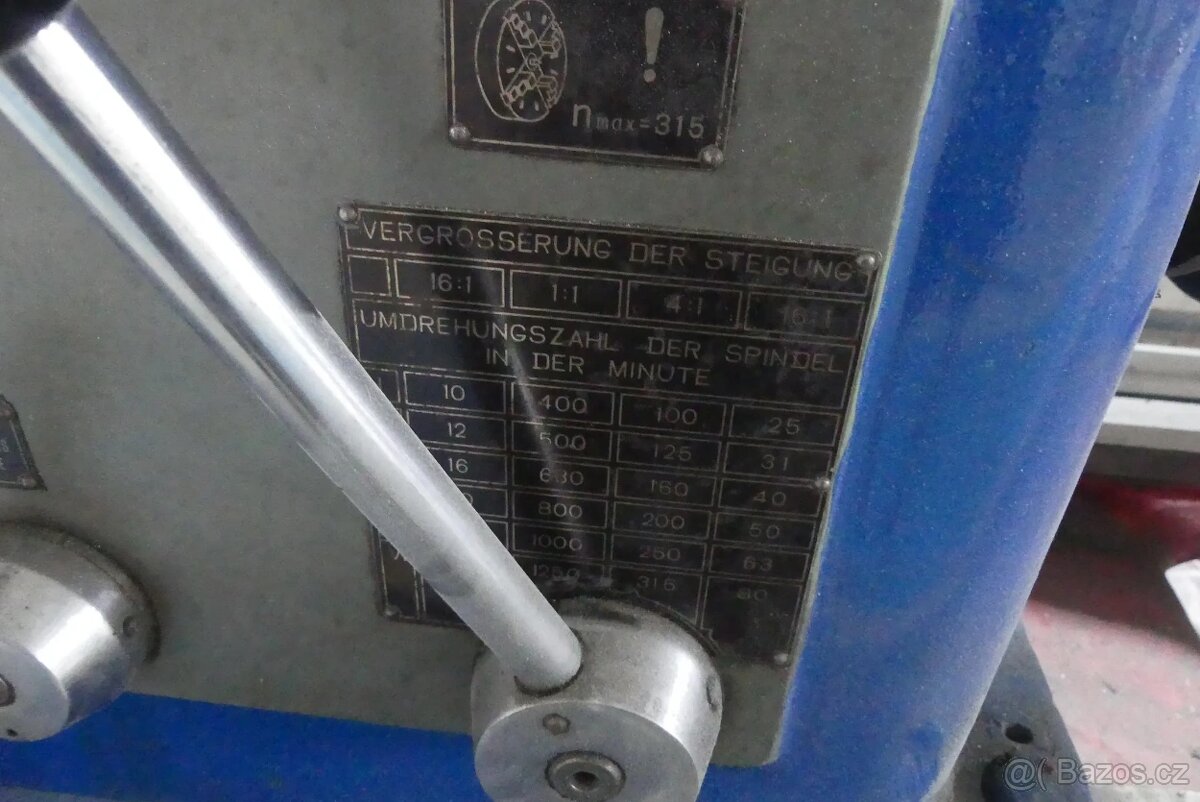 !
nmax=315
VERGROSSERUNG DER STEIGUNG
16:1 1:1 4:1 16:1
UMDREHUNGSZAHL DER SPINDEL
IN DER MINUTE
10 400 100 25
12 500 125 31
16 630 160 40
800 200 50
1000 250 63
1250 315 80
@( Bazos.cz